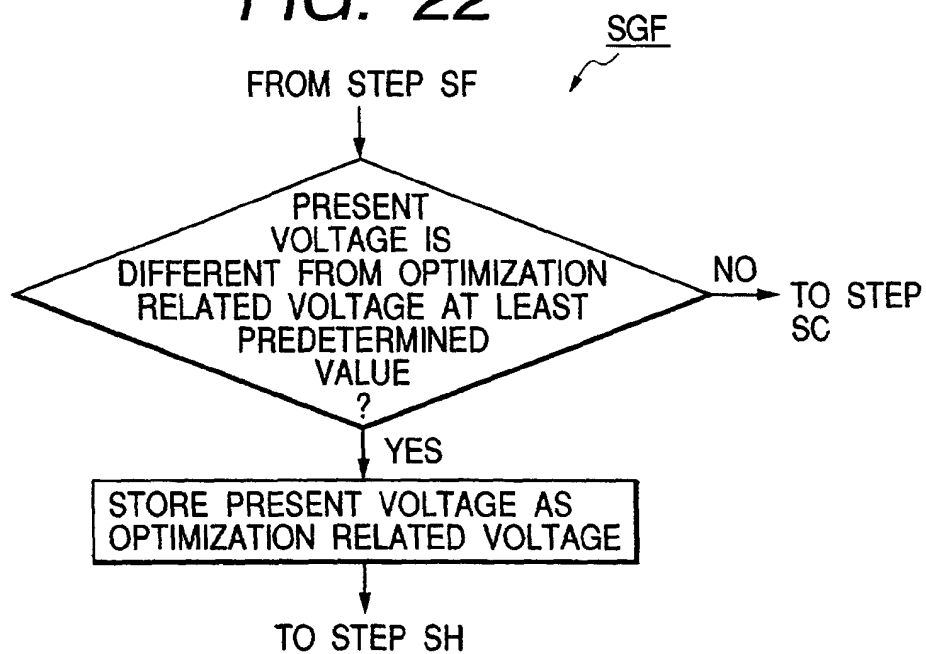 FIG. 22
SGF
FROM STEP SF
PRESENT
VOLTAGE IS
DIFFERENT FROM OPTIMIZATION
RELATED VOLTAGE AT LEAST
PREDETERMINED
VALUE
?
NO
TO STEP
SC
YES
STORE PRESENT VOLTAGE AS
OPTIMIZATION RELATED VOLTAGE
TO STEP SH